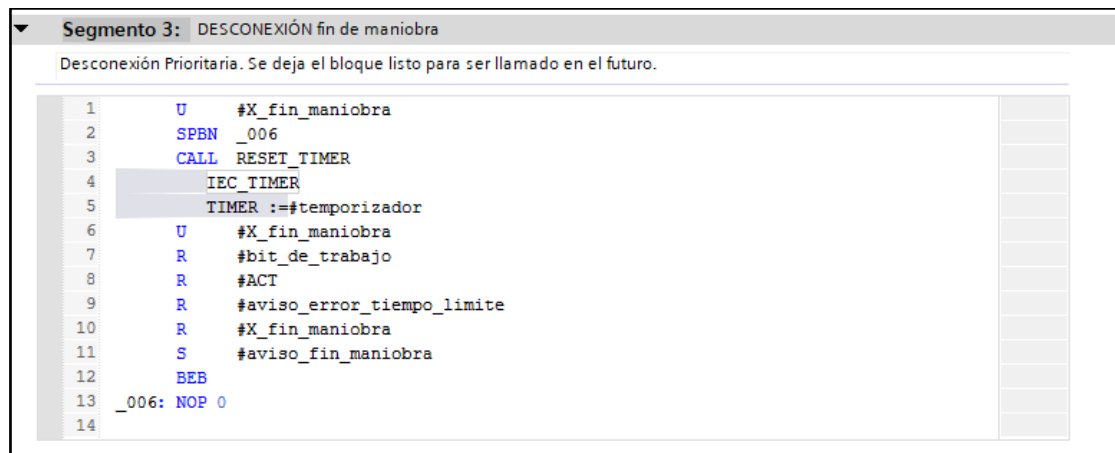 Segmento 3: DESCONEXIÓN fin de maniobra
Desconexión Prioritaria. Se deja el bloque listo para ser llamado en el futuro.
1 U #X_fin_maniobra
2 SPBN _006
3 CALL RESET_TIMER
4 IEC_TIMER
5 TIMER :=#temporizador
6 U #X_fin_maniobra
7 R #bit_de_trabajo
8 R #ACT
9 R #aviso_error_tiempo_limite
10 R #X_fin_maniobra
11 S #aviso_fin_maniobra
12 BEB
13 _006: NOP 0
14